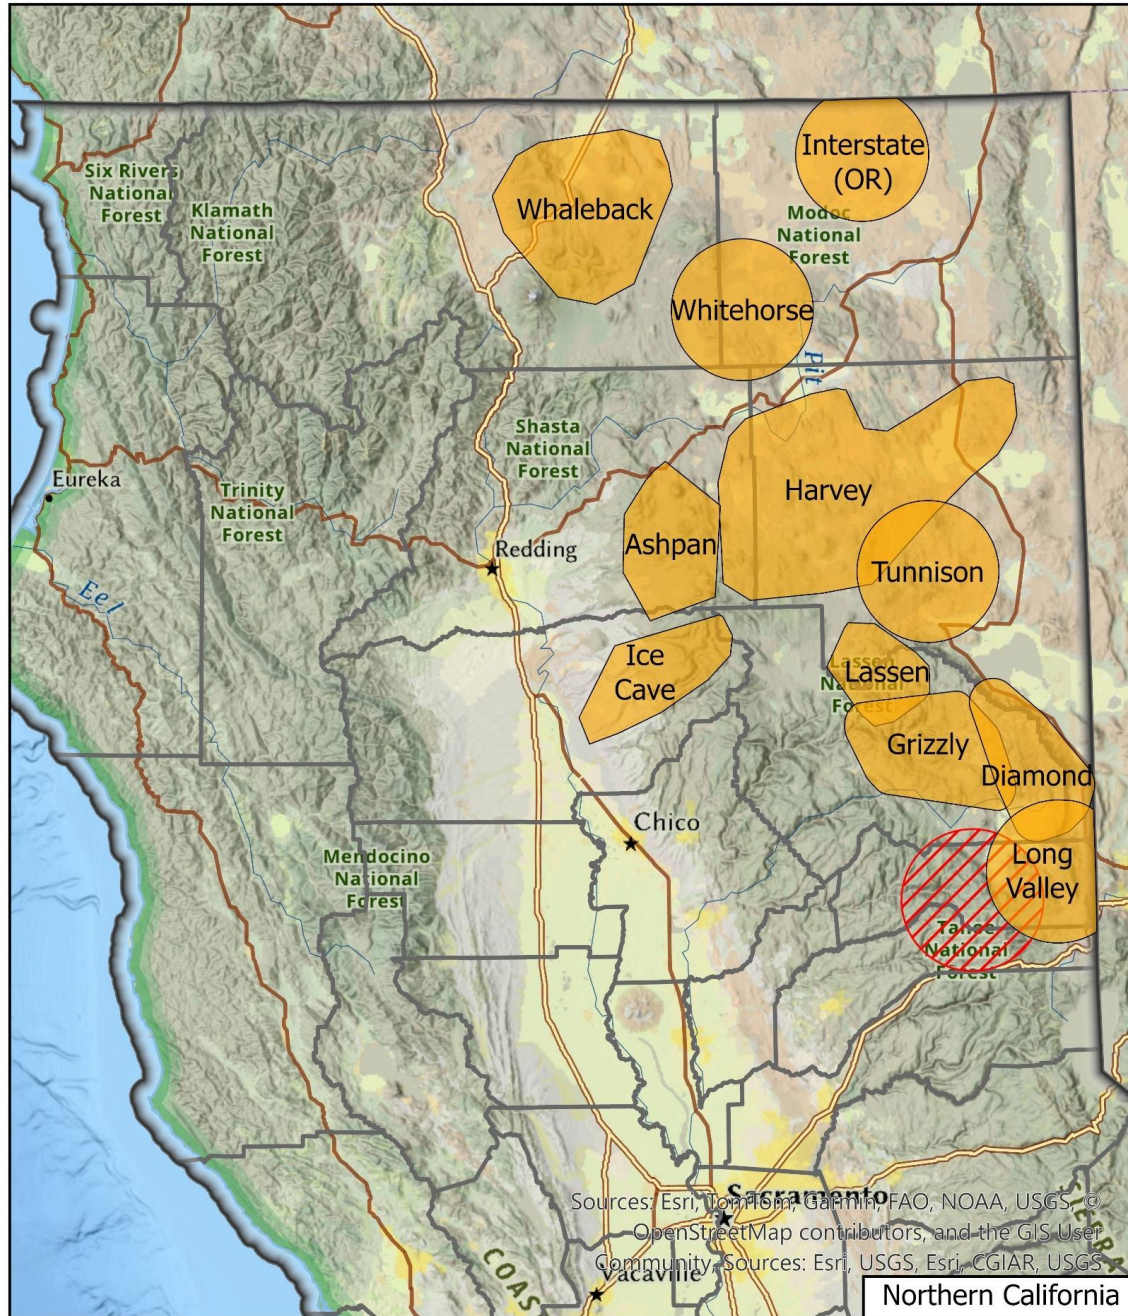 Interstate
(OR)
Six Rivers
National
Forest
Klamath
National
Forest
Whaleback
Modoc
National
Forest
Whitehorse
Pit
Shasta
National
Forest
Eureka
Trinity
National
Forest
Harvey
Redding
Ashpan
Tunnison
Eel
Ice
Cave
Lassen
National
Forest
Lassen
Grizzly
Diamond
Chico
Mendocino
National
Forest
Long
Valley
Tahoe
National
Forest
Sacramento
Sources: Esri, TomTom, Garmin, FAO, NOAA, USGS, ©
OpenStreetMap contributors, and the GIS User
Community, Sources: Esri, USGS, Esri, CGIAR, USGS
Vacaville
COAS
Northern California